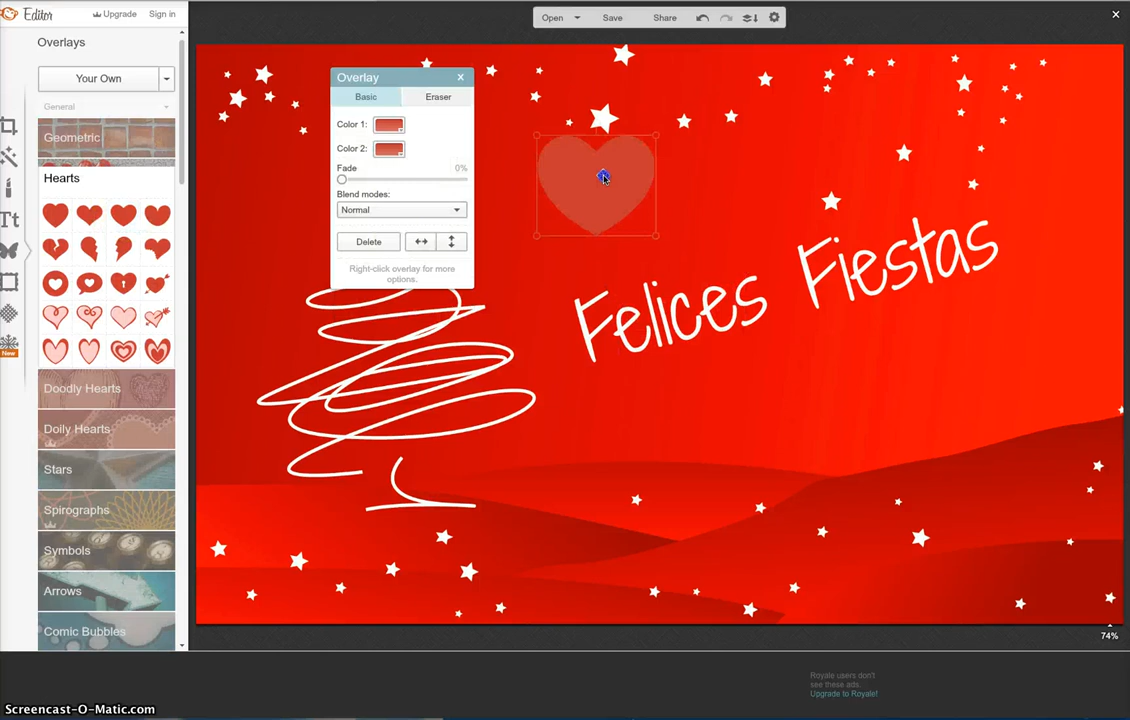 Editor
Upgrade
Sign in
Open
Save
Share
Overlays
Your Own
General
Geometric
Hearts
Doodly Hearts
Doily Hearts
Stars
Spirographs
Symbols
Arrows
Comic Bubbles
Tt
New
Overlay
Basic
Eraser
Color 1:
Color 2:
Fade
0%
Blend modes:
Normal
Delete
Right-click overlay for more
options.
Felices Fiestas
74%
Royale users don't
see these ads.
Upgrade to Royale!
Screencast-O-Matic.com